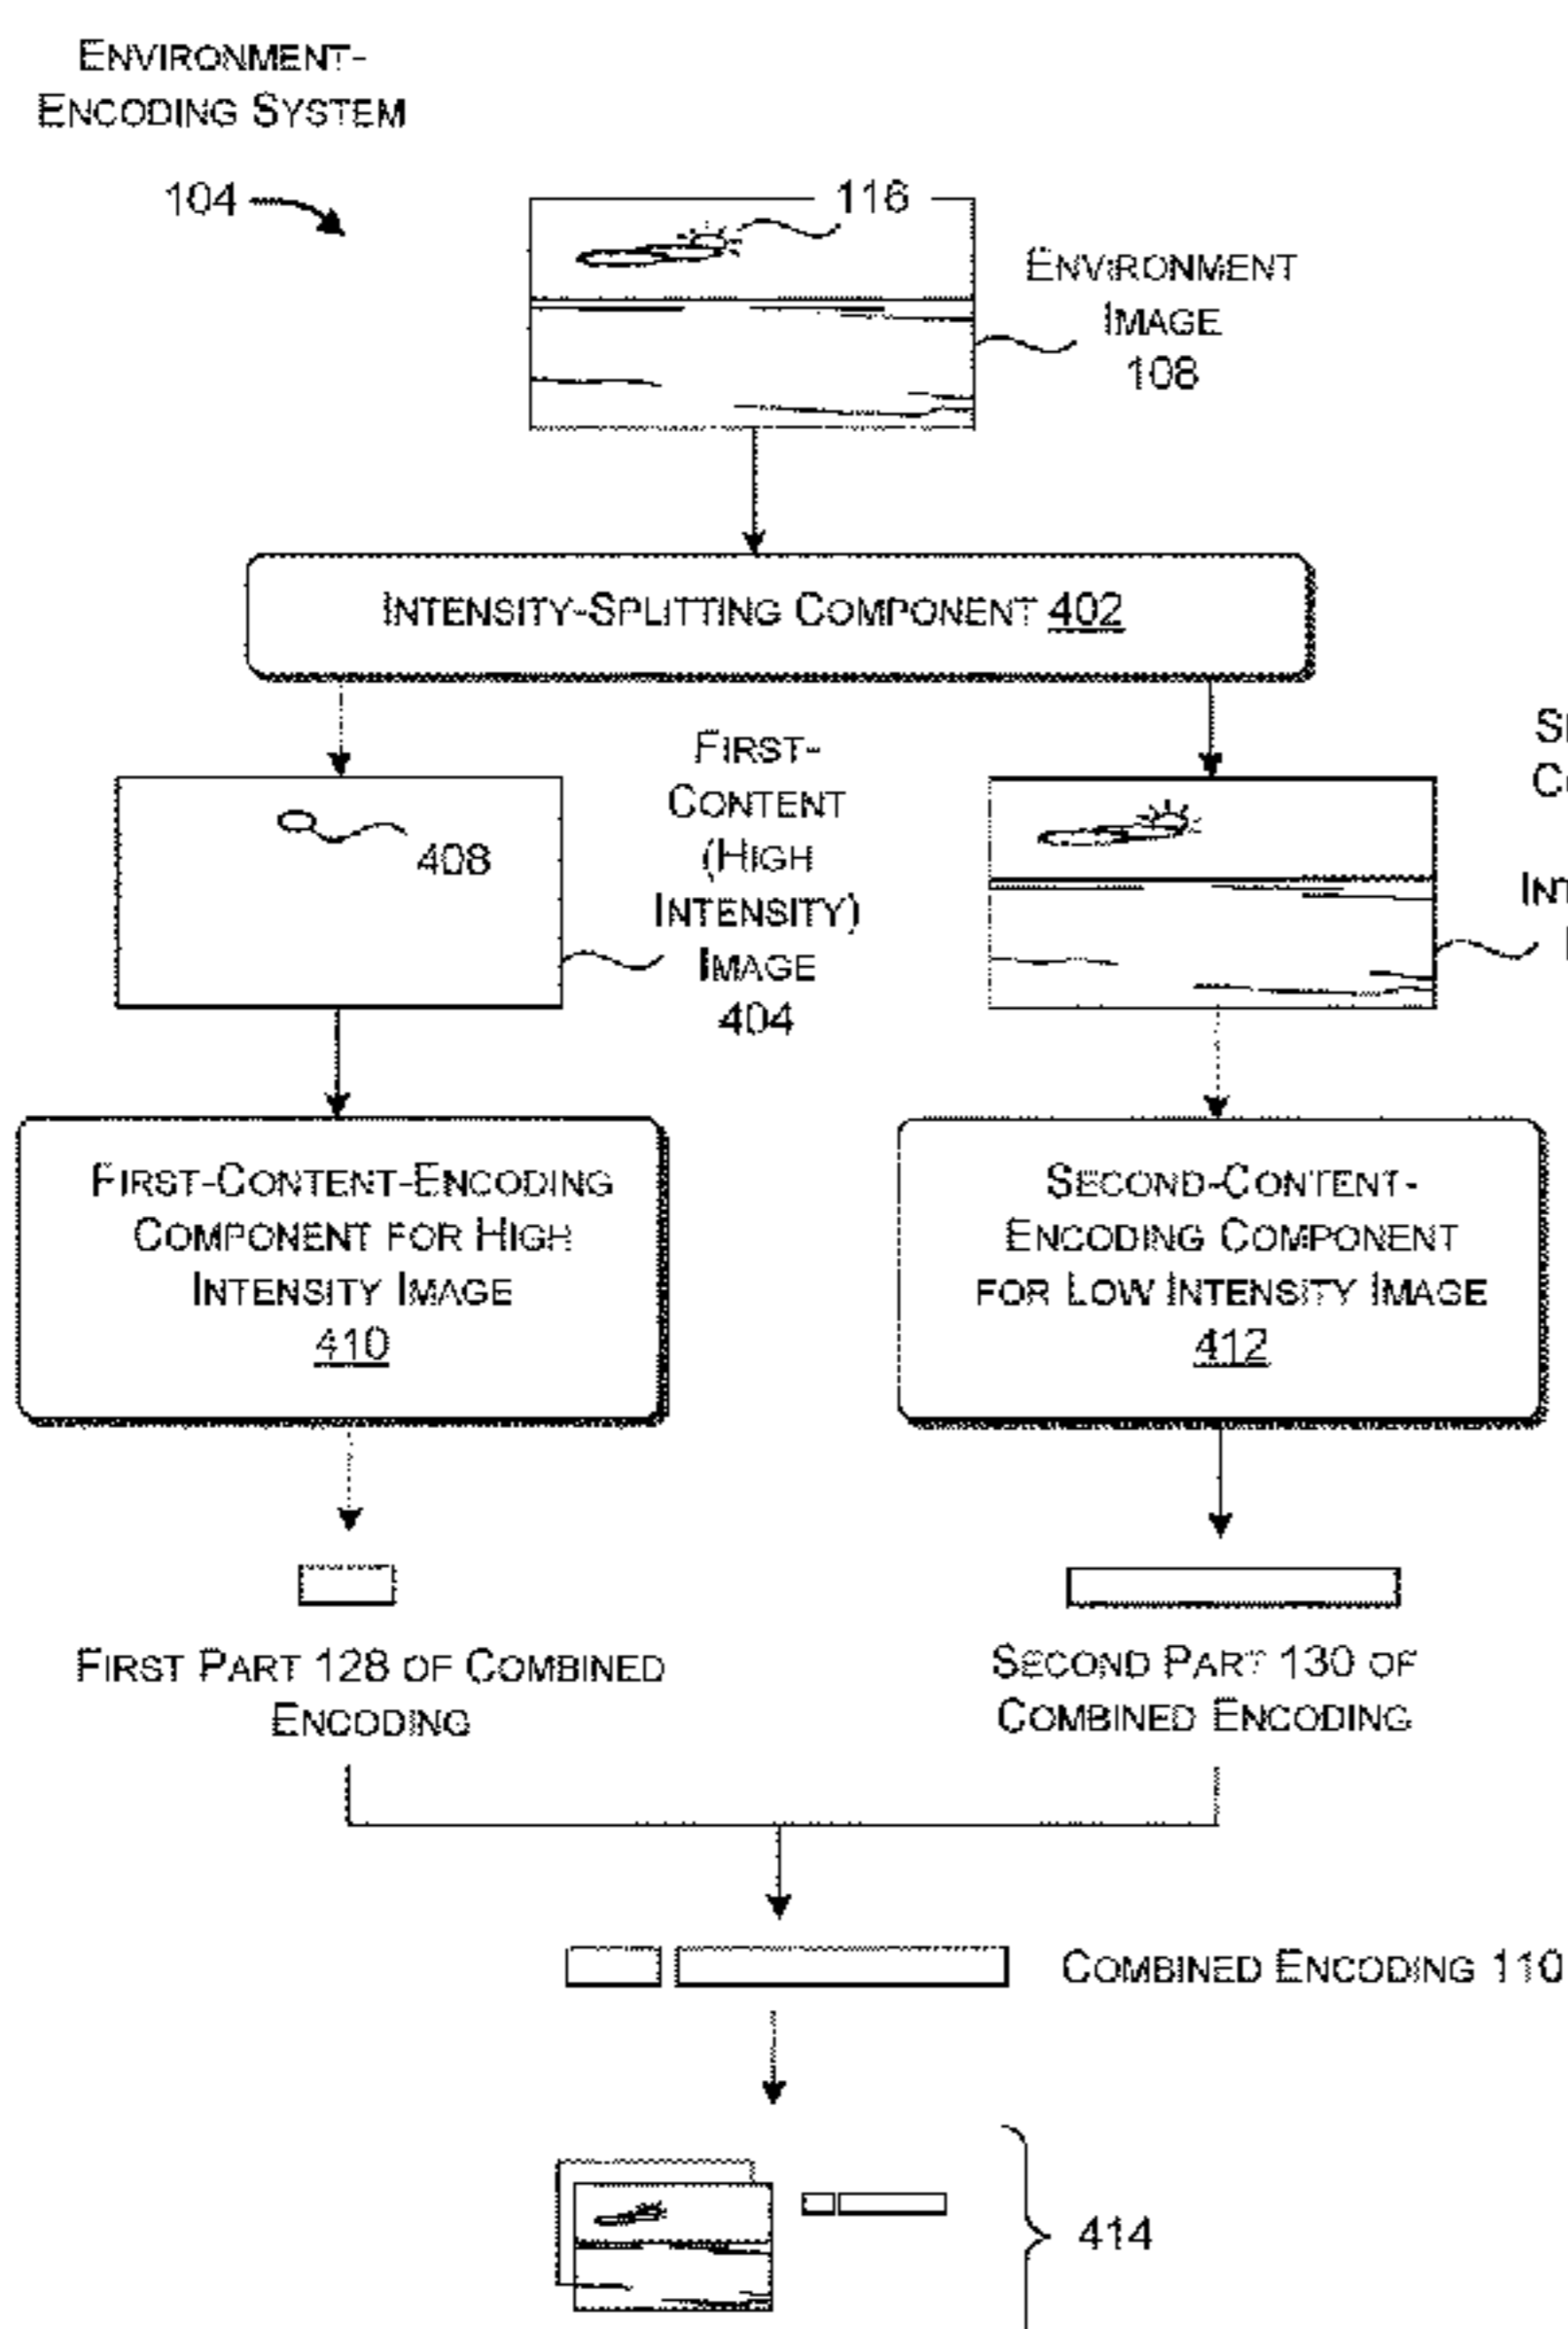 ENVIRONMENT-
ENCODING SYSTEM
104
116
ENVIRONMENT
IMAGE
108
INTENSITY-SPLITTING COMPONENT 402
FIRST-
CONTENT
(HIGH
INTENSITY)
IMAGE
404
408
FIRST-CONTENT-ENCODING
COMPONENT FOR HIGH
INTENSITY IMAGE
410
SECOND-CONTENT-
ENCODING COMPONENT
FOR LOW INTENSITY IMAGE
412
FIRST PART 128 OF COMBINED
ENCODING
SECOND PART 130 OF
COMBINED ENCODING
COMBINED ENCODING 110
414